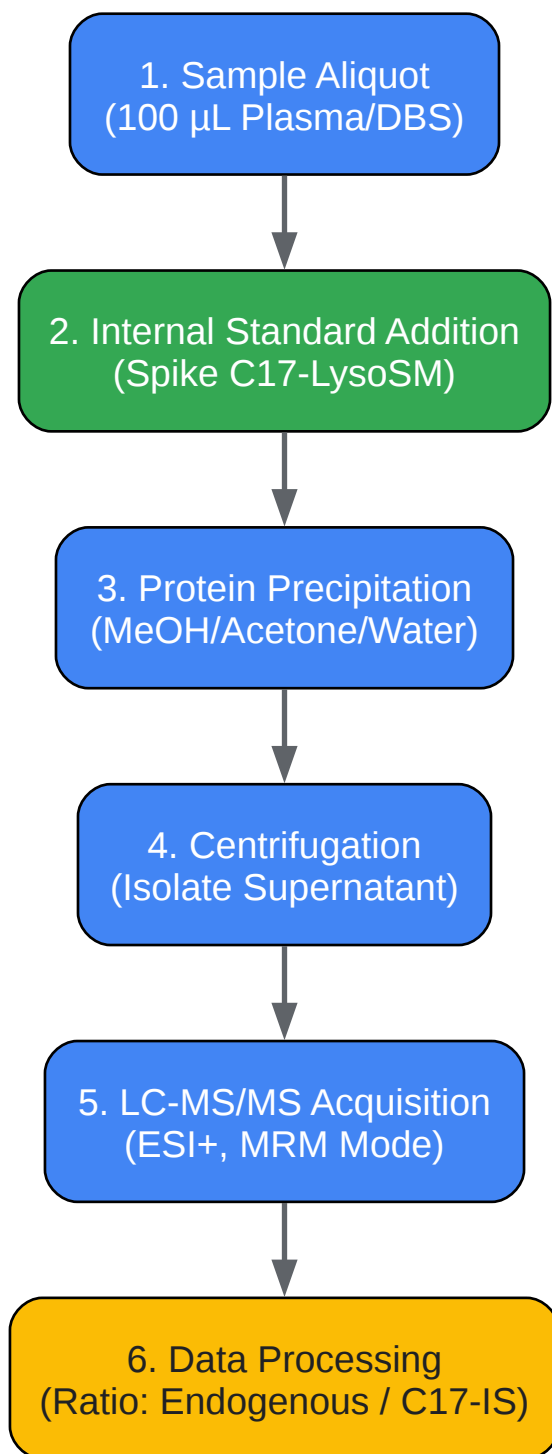 1. Sample Aliquot
(100 µL Plasma/DBS)
2. Internal Standard Addition
(Spike C17-LysoSM)
3. Protein Precipitation
(MeOH/Acetone/Water)
4. Centrifugation
(Isolate Supernatant)
5. LC-MS/MS Acquisition
(ESI+, MRM Mode)
6. Data Processing
(Ratio: Endogenous / C17-IS)